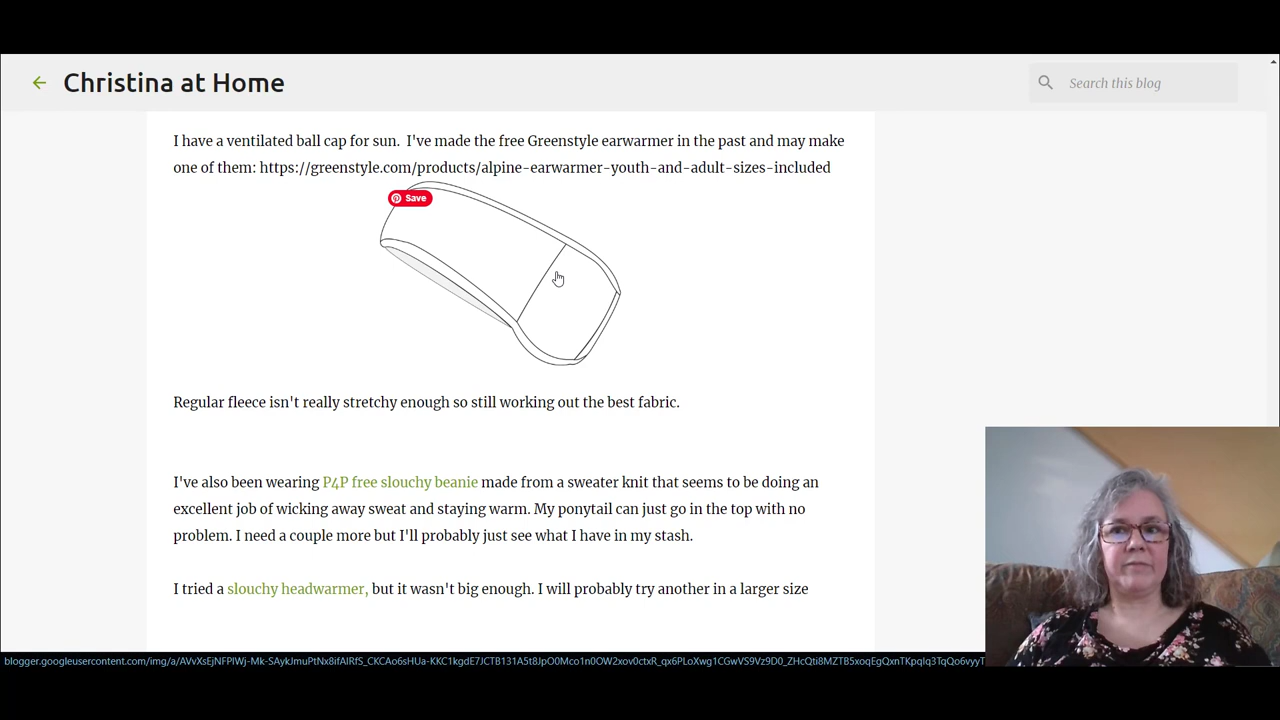 Christina at Home
Search this blog
I have a ventilated ball cap for sun.  I've made the free Greenstyle earwarmer in the past and may make
one of them: https://greenstyle.com/products/alpine-earwarmer-youth-and-adult-sizes-included
Save
Regular fleece isn't really stretchy enough so still working out the best fabric.
I've also been wearing P4P free slouchy beanie made from a sweater knit that seems to be doing an
excellent job of wicking away sweat and staying warm. My ponytail can just go in the top with no
problem. I need a couple more but I'll probably just see what I have in my stash.
I tried a slouchy headwarmer, but it wasn't big enough. I will probably try another in a larger size